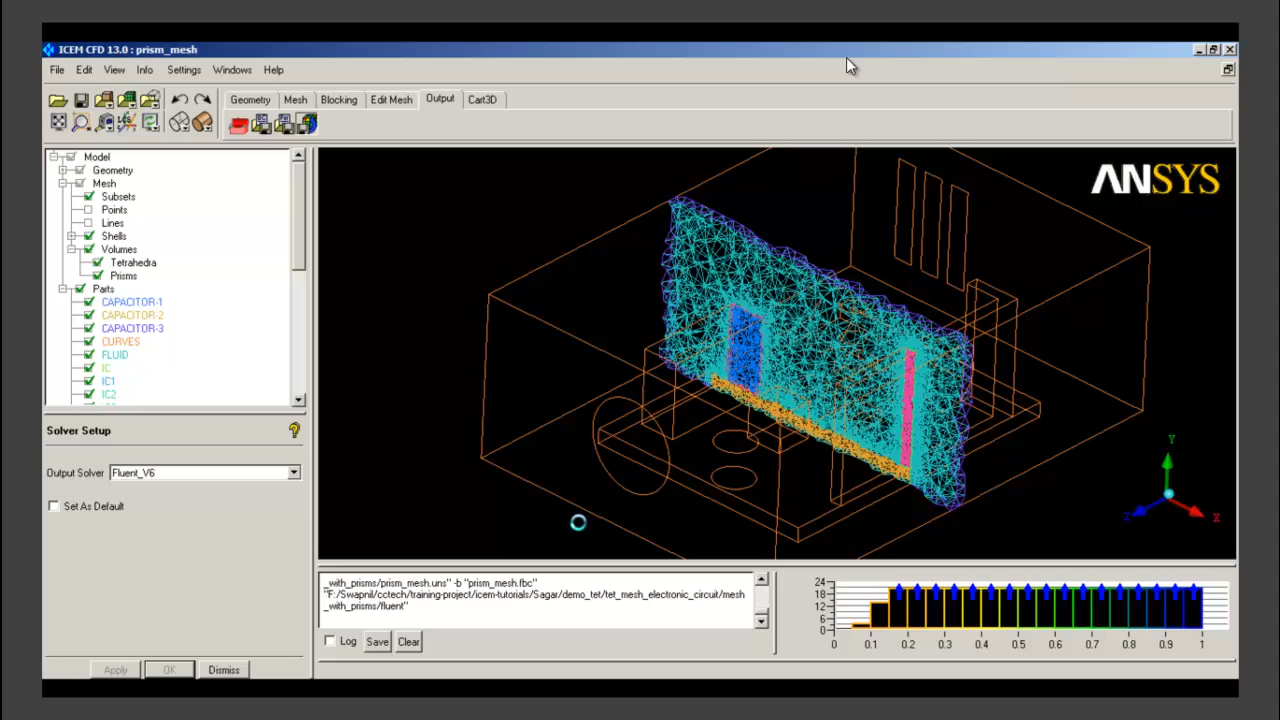 ICEM CFD 13.0 : prism_mesh
File Edit View Info Settings Windows Help
Geometry Mesh Blocking Edit Mesh Output Cart3D
Model
Geometry
Mesh
Subsets
Points
Lines
Shells
Volumes
Tetrahedra
Prisms
Parts
CAPACITOR-1
CAPACITOR-2
CAPACITOR-3
CURVES
FLUID
IC
IC1
IC2
ANSYS
Y
Z
X
Solver Setup
Output Solver Fluent_V6
Set As Default
Apply OK Dismiss
_with_prisms/prism_mesh.uns" -b "prism_mesh.fbc"
"F:/Swapnil/cctech/training-project/icem-tutorials/Sagar/demo_tet/tet_mesh_electronic_circuit/mesh
_with_prisms/fluent"
Log Save Clear
24
18
12
6
0
0 0.1 0.2 0.3 0.4 0.5 0.6 0.7 0.8 0.9 1